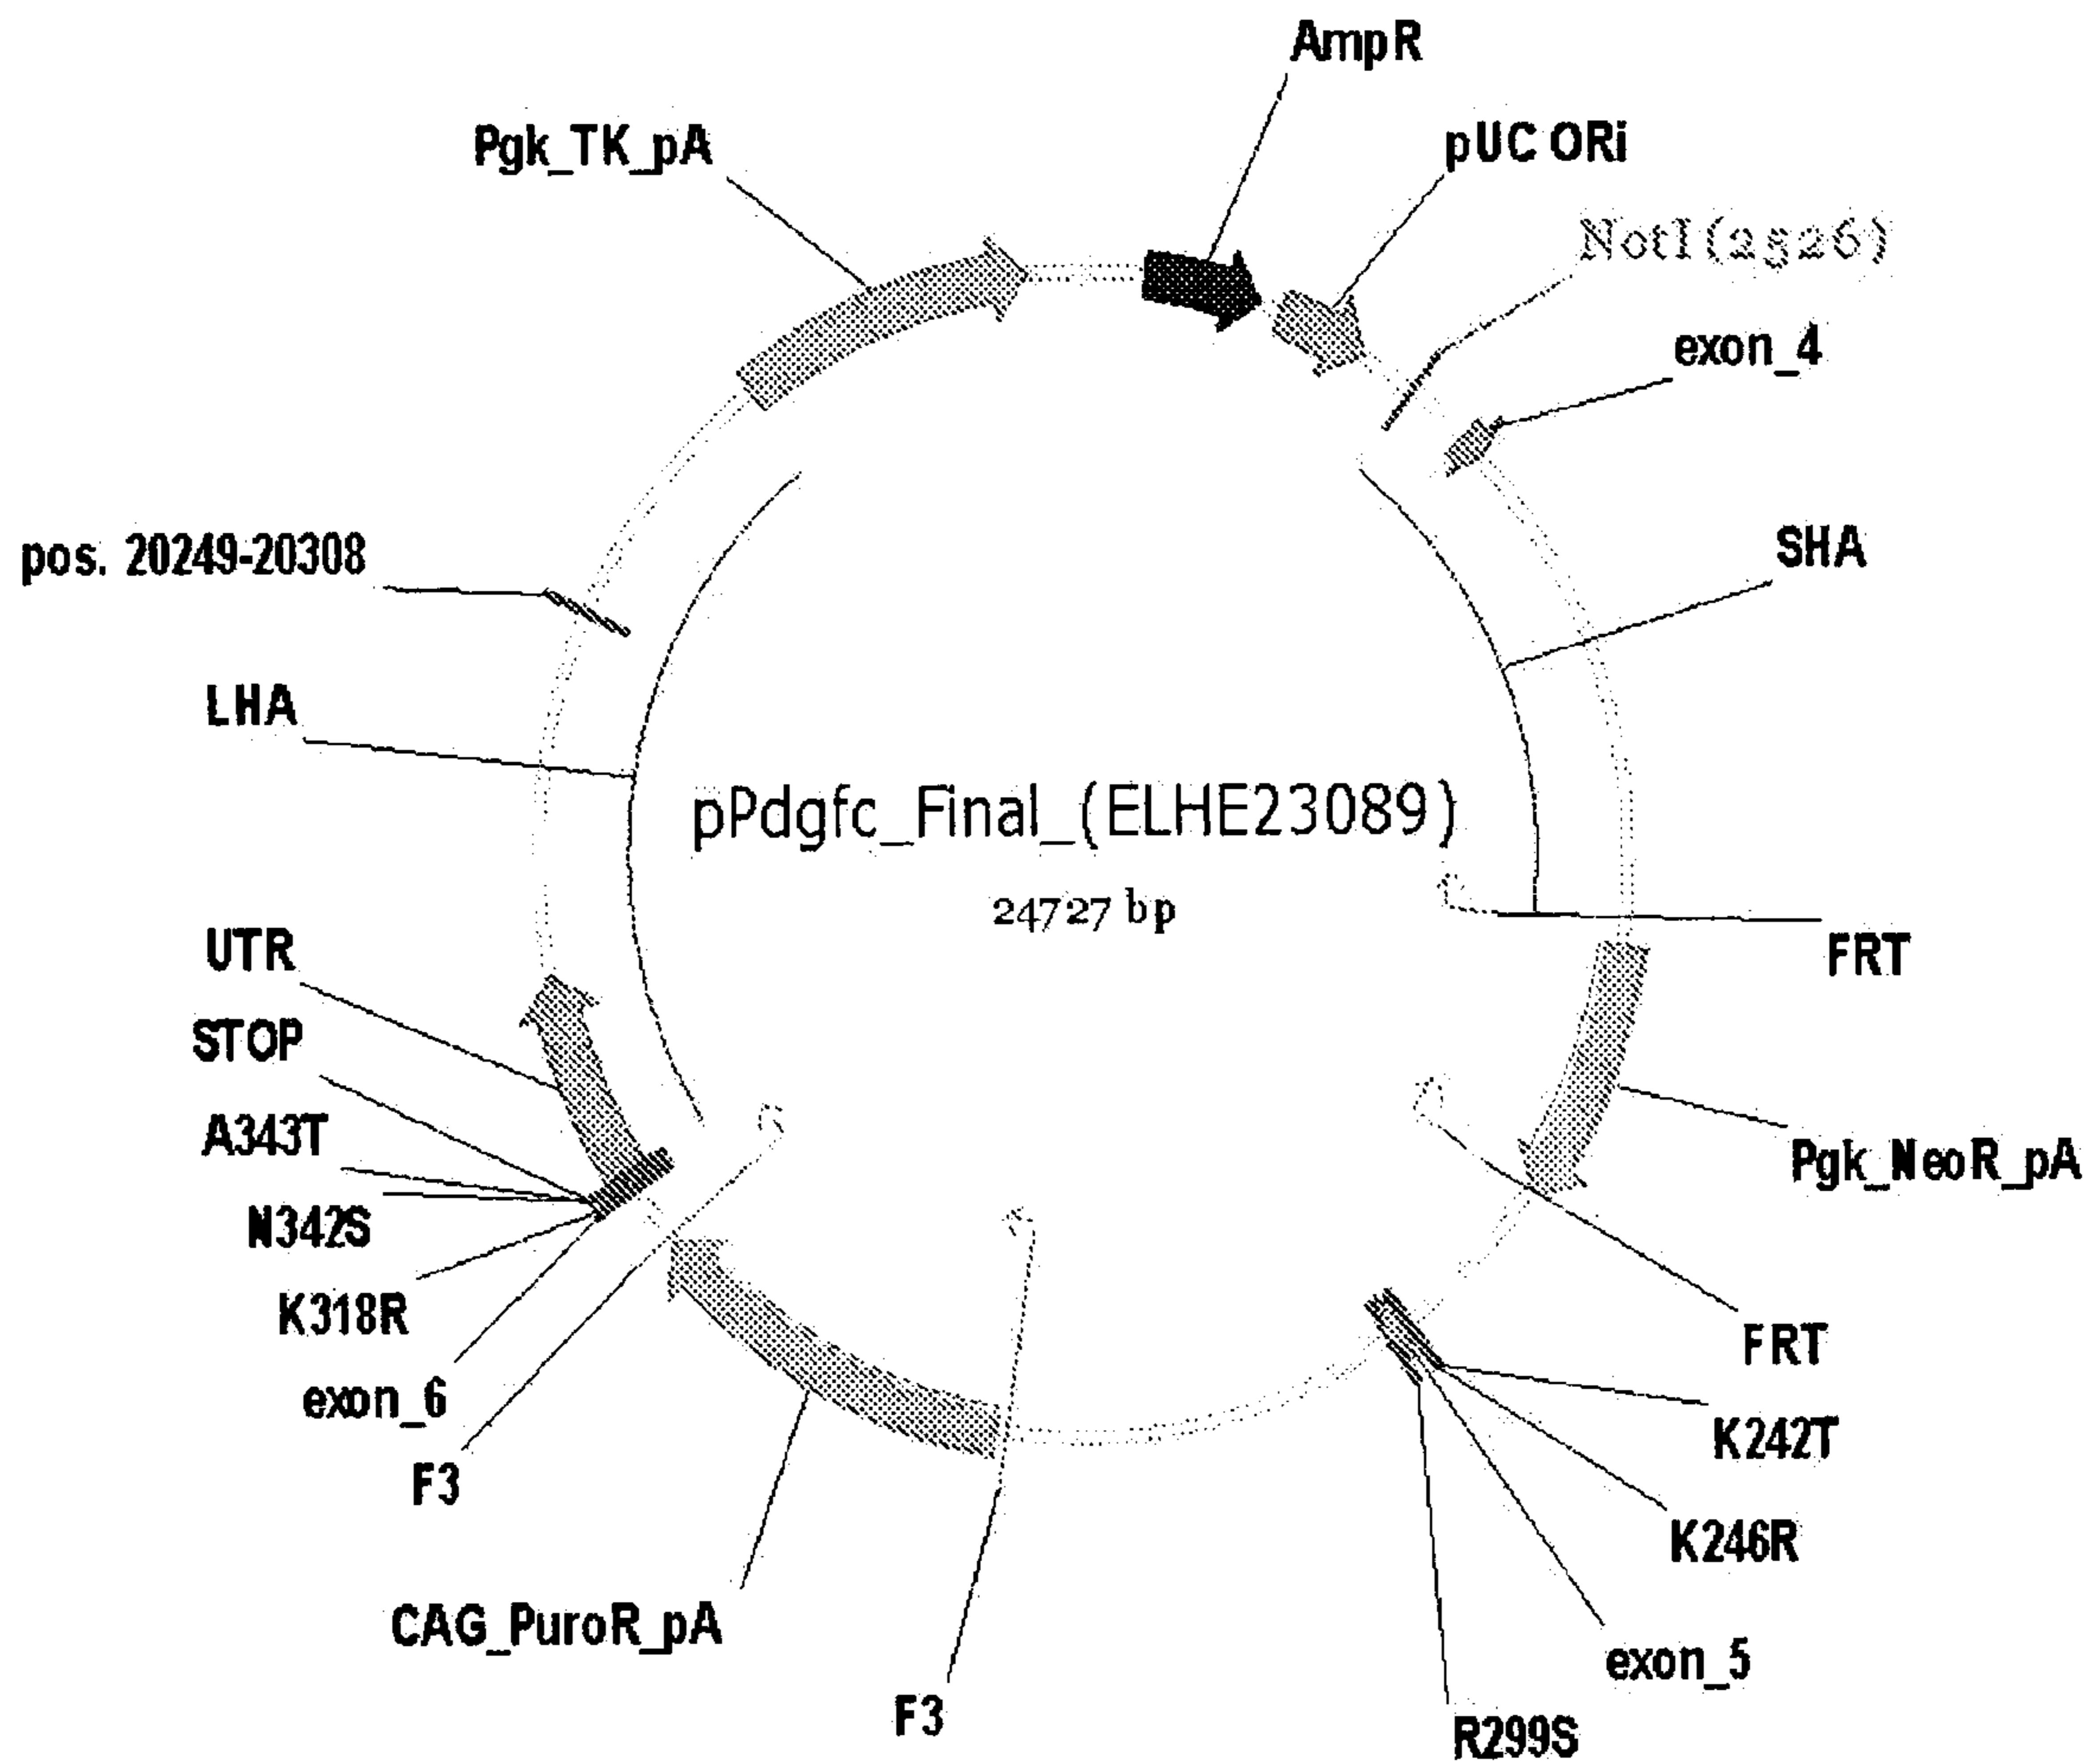 AmpR
Pgk_TK_pA
pUC ORi
NotI (2526)
exon_4
pos. 20249-20308
SHA
LHA
pPdgfc_Final_(ELHE23089)
24727 bp
UTR
FRT
STOP
A343T
Pgk_NeoR_pA
N342S
K318R
FRT
exon_6
K242T
F3
K246R
CAG_PuroR_pA
exon_5
F3
R299S